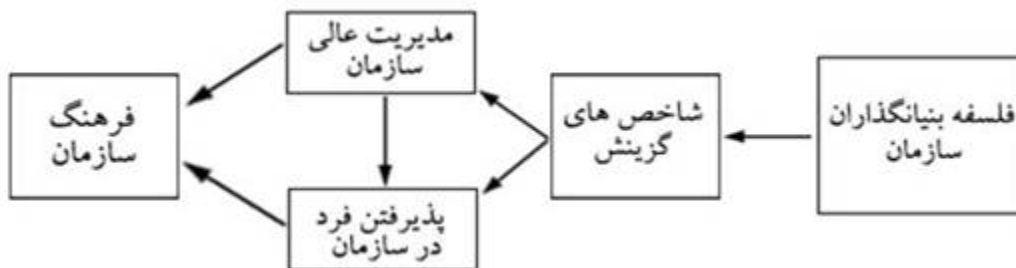 فلسفه بنیانگذاران
سازمان
شاخص های
گزینش
مدیریت عالی
سازمان
پذیرفتن فرد
در سازمان
فرهنگ
سازمان